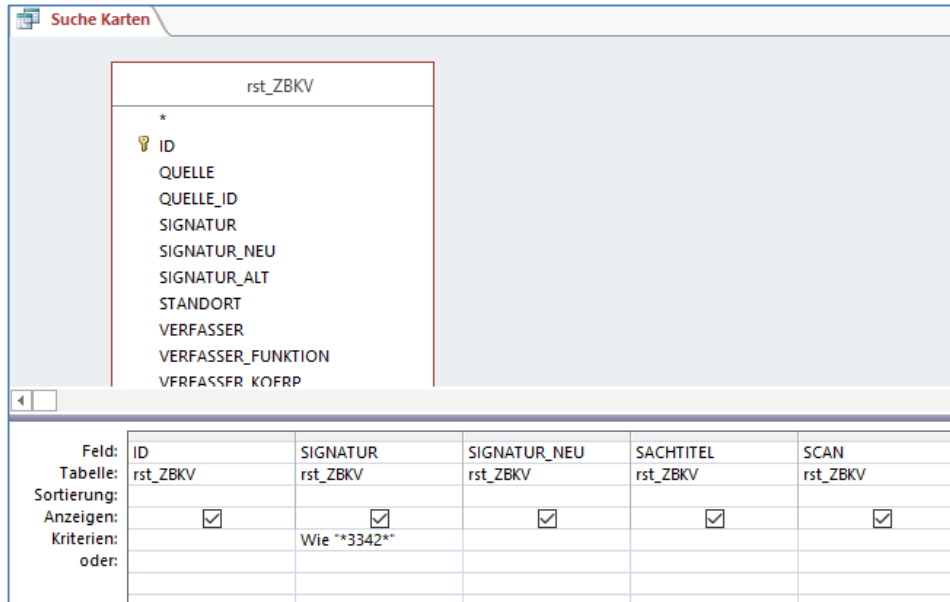 Suche Karten
rst_ZBKV
*
ID
QUELLE
QUELLE_ID
SIGNATUR
SIGNATUR_NEU
SIGNATUR_ALT
STANDORT
VERFASSER
VERFASSER_FUNKTION
VERFASSER_KOERP
Feld: ID SIGNATUR SIGNATUR_NEU SACHTITEL SCAN
Tabelle: rst_ZBKV rst_ZBKV rst_ZBKV rst_ZBKV rst_ZBKV
Sortierung:
Anzeigen:
Kriterien: Wie "*3342*"
oder: